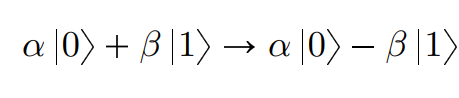 α |0⟩ + β |1⟩ → α |0⟩ − β |1⟩